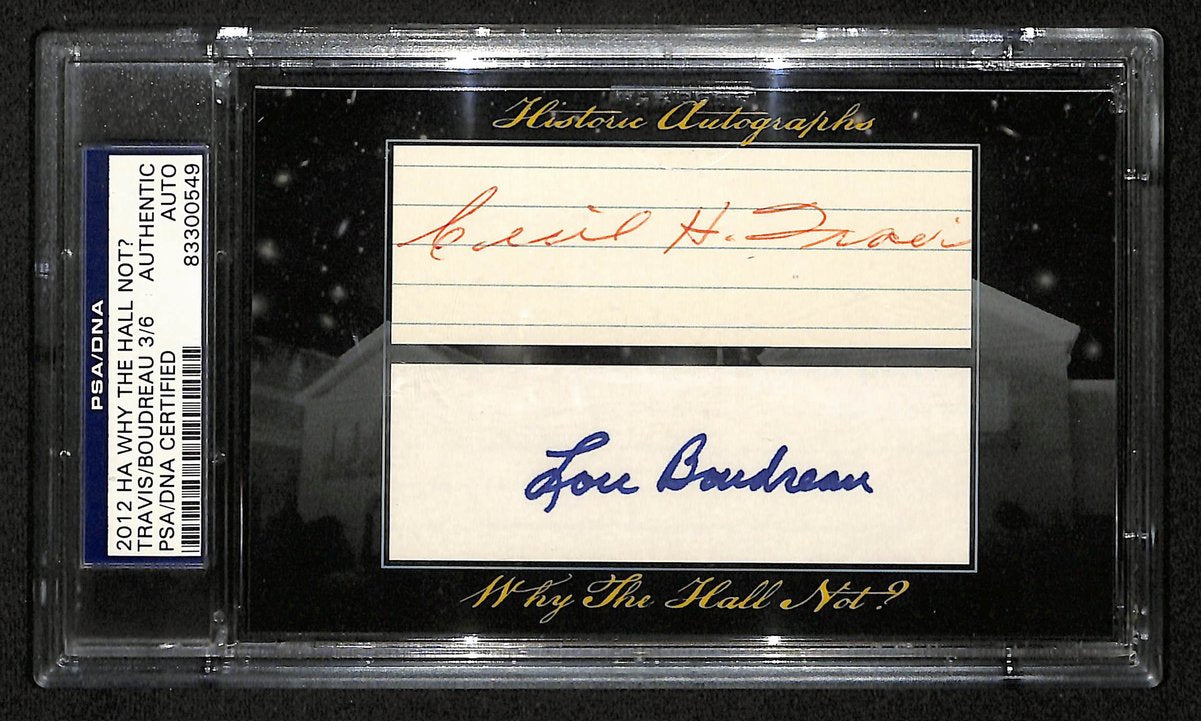 PSA/DNA
2012 HA WHY THE HALL NOT?
TRAVIS/BOUDREAU 3/6 AUTHENTIC
PSA/DNA CERTIFIED AUTO
83300549
Historic Autographs
Cecil H. Travis
Lou Boudreau
Why The Hall Not?